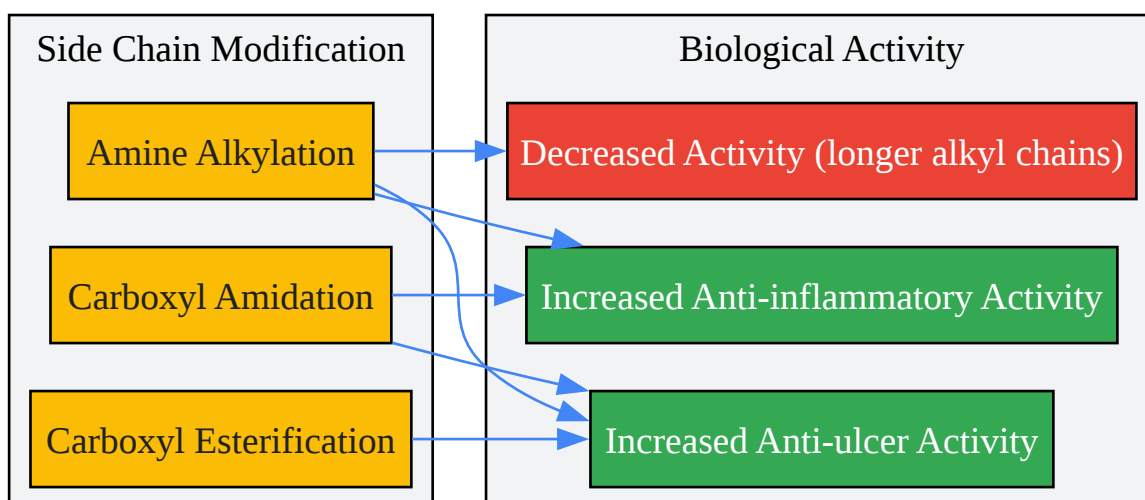 Side Chain Modification
Amine Alkylation
Carboxyl Amidation
Carboxyl Esterification
Biological Activity
Decreased Activity (longer alkyl chains)
Increased Anti-inflammatory Activity
Increased Anti-ulcer Activity